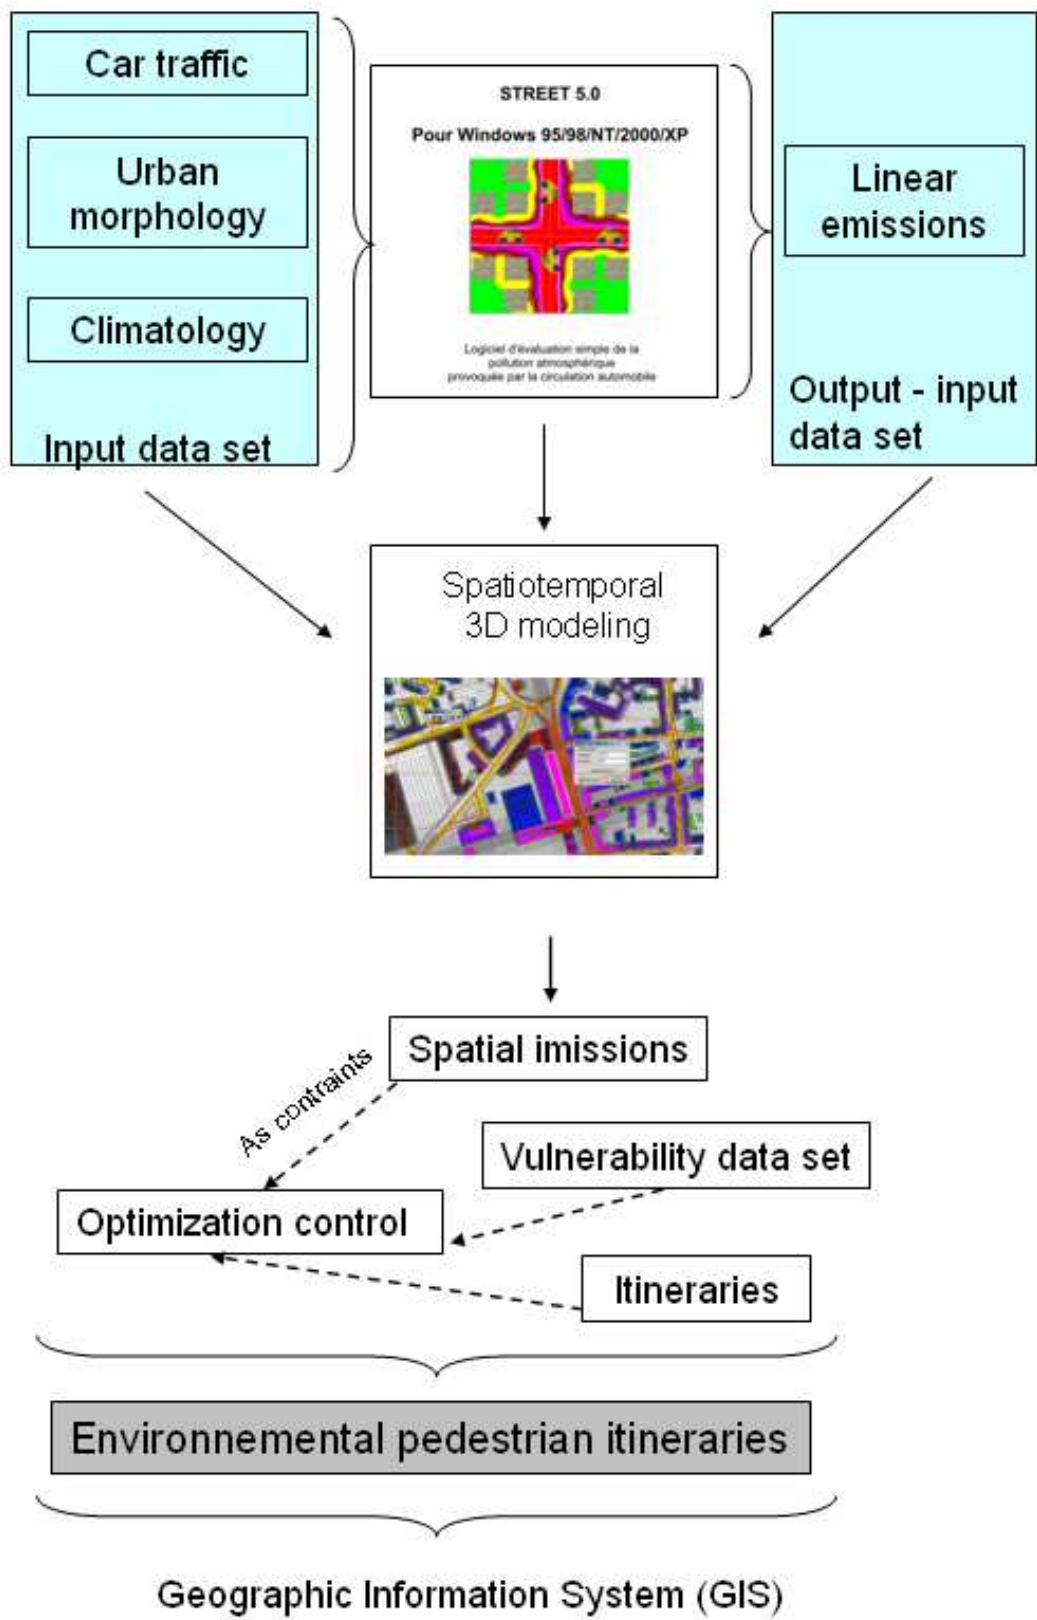 Car traffic
Urban
morphology
Climatology
Input data set
STREET 5.0
Pour Windows 95/98/NT/2000/XP
Logiciel d'évaluation simple de la
pollution atmosphérique
provoquée par la circulation automobile
Linear
emissions
Output - input
data set
Spatiotemporal
3D modeling
Spatial imissions
As contraints
Vulnerability data set
Optimization control
Itineraries
Environnemental pedestrian itineraries
Geographic Information System (GIS)